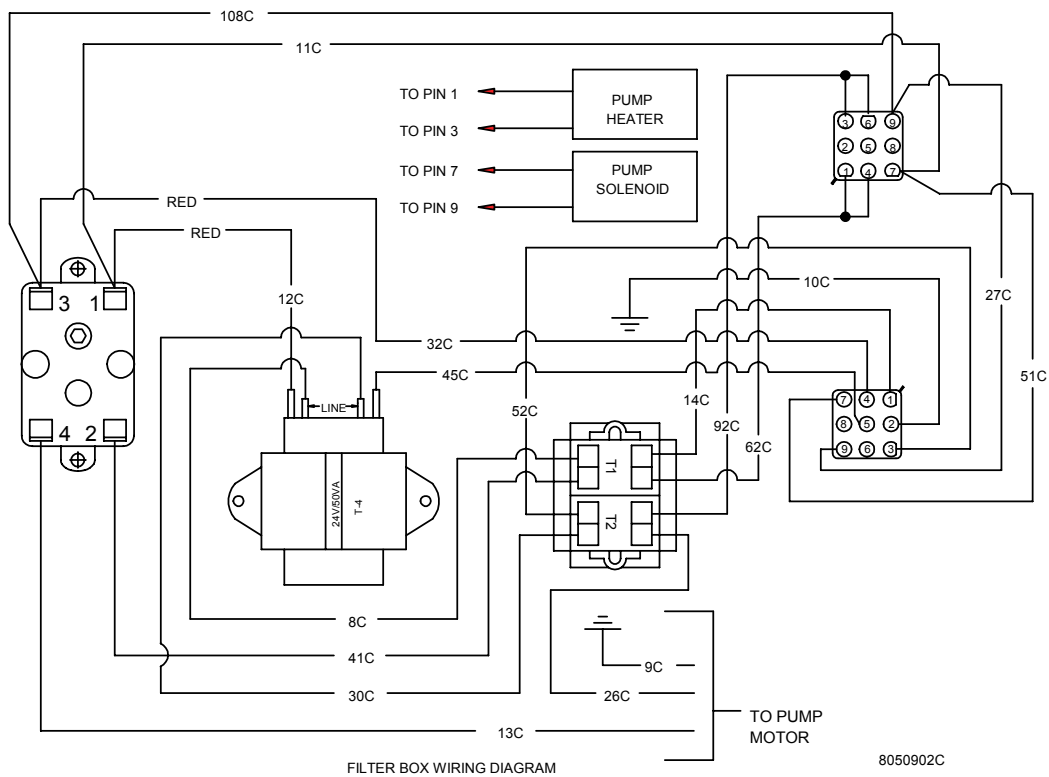 108C
11C
TO PIN 1
TO PIN 3
PUMP
HEATER
TO PIN 7
TO PIN 9
PUMP
SOLENOID
3 6 9
2 5 8
1 4 7
RED
RED
3 1
4 2
12C
10C
27C
32C
45C
51C
LINE
52C
14C
92C
62C
7 4 1
8 5 2
9 6 3
24V/50VA
T-4
T1
T2
8C
41C
30C
9C
26C
13C
TO PUMP
MOTOR
FILTER BOX WIRING DIAGRAM
8050902C